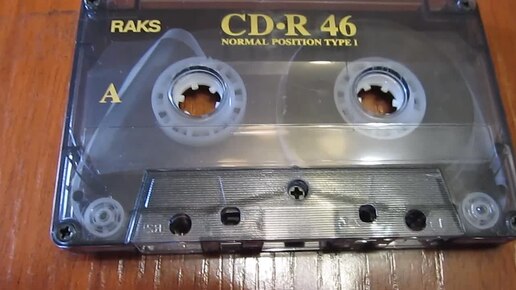 RAKS
CD•R 46
NORMAL POSITION TYPE I
A